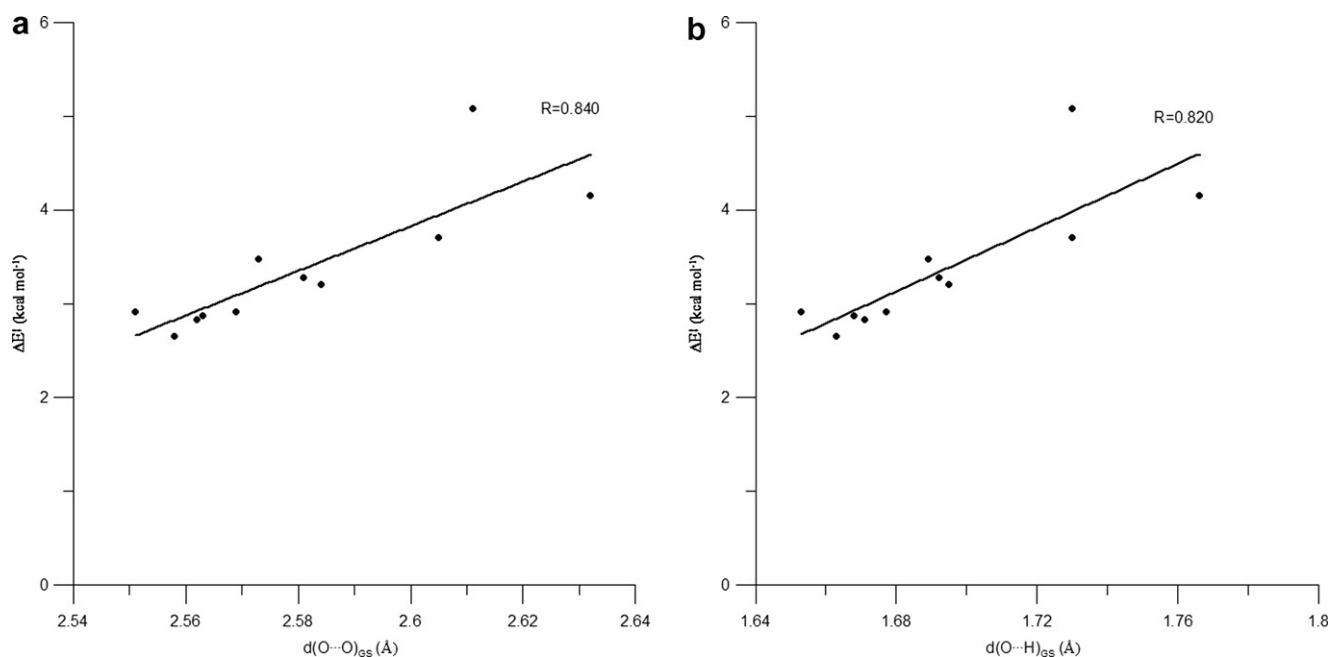 a
6
4
2
0
ΔE‡ (kcal mol-1)
R=0.840
2.54
2.56
2.58
2.6
2.62
2.64
d(O···O)GS (Å)
b
6
4
2
0
ΔE‡ (kcal mol-1)
R=0.820
1.64
1.68
1.72
1.76
1.8
d(O···H)GS (Å)